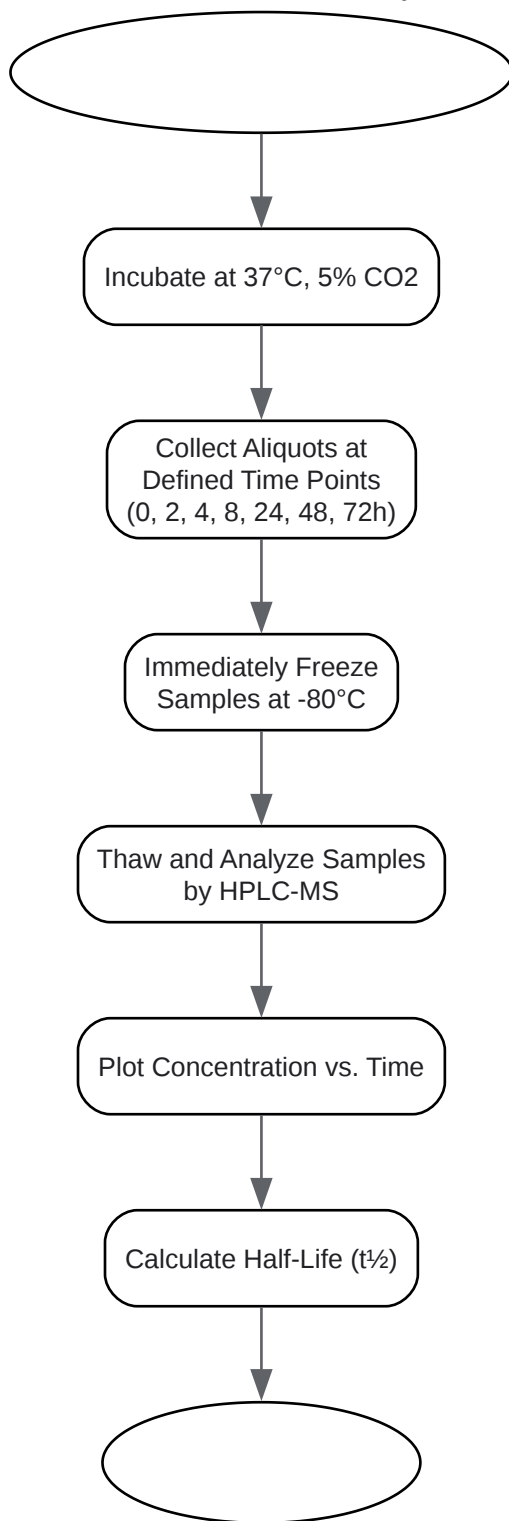 Incubate at 37°C, 5% CO2
Collect Aliquots at
Defined Time Points
(0, 2, 4, 8, 24, 48, 72h)
Immediately Freeze
Samples at -80°C
Thaw and Analyze Samples
by HPLC-MS
Plot Concentration vs. Time
Calculate Half-Life (t½)